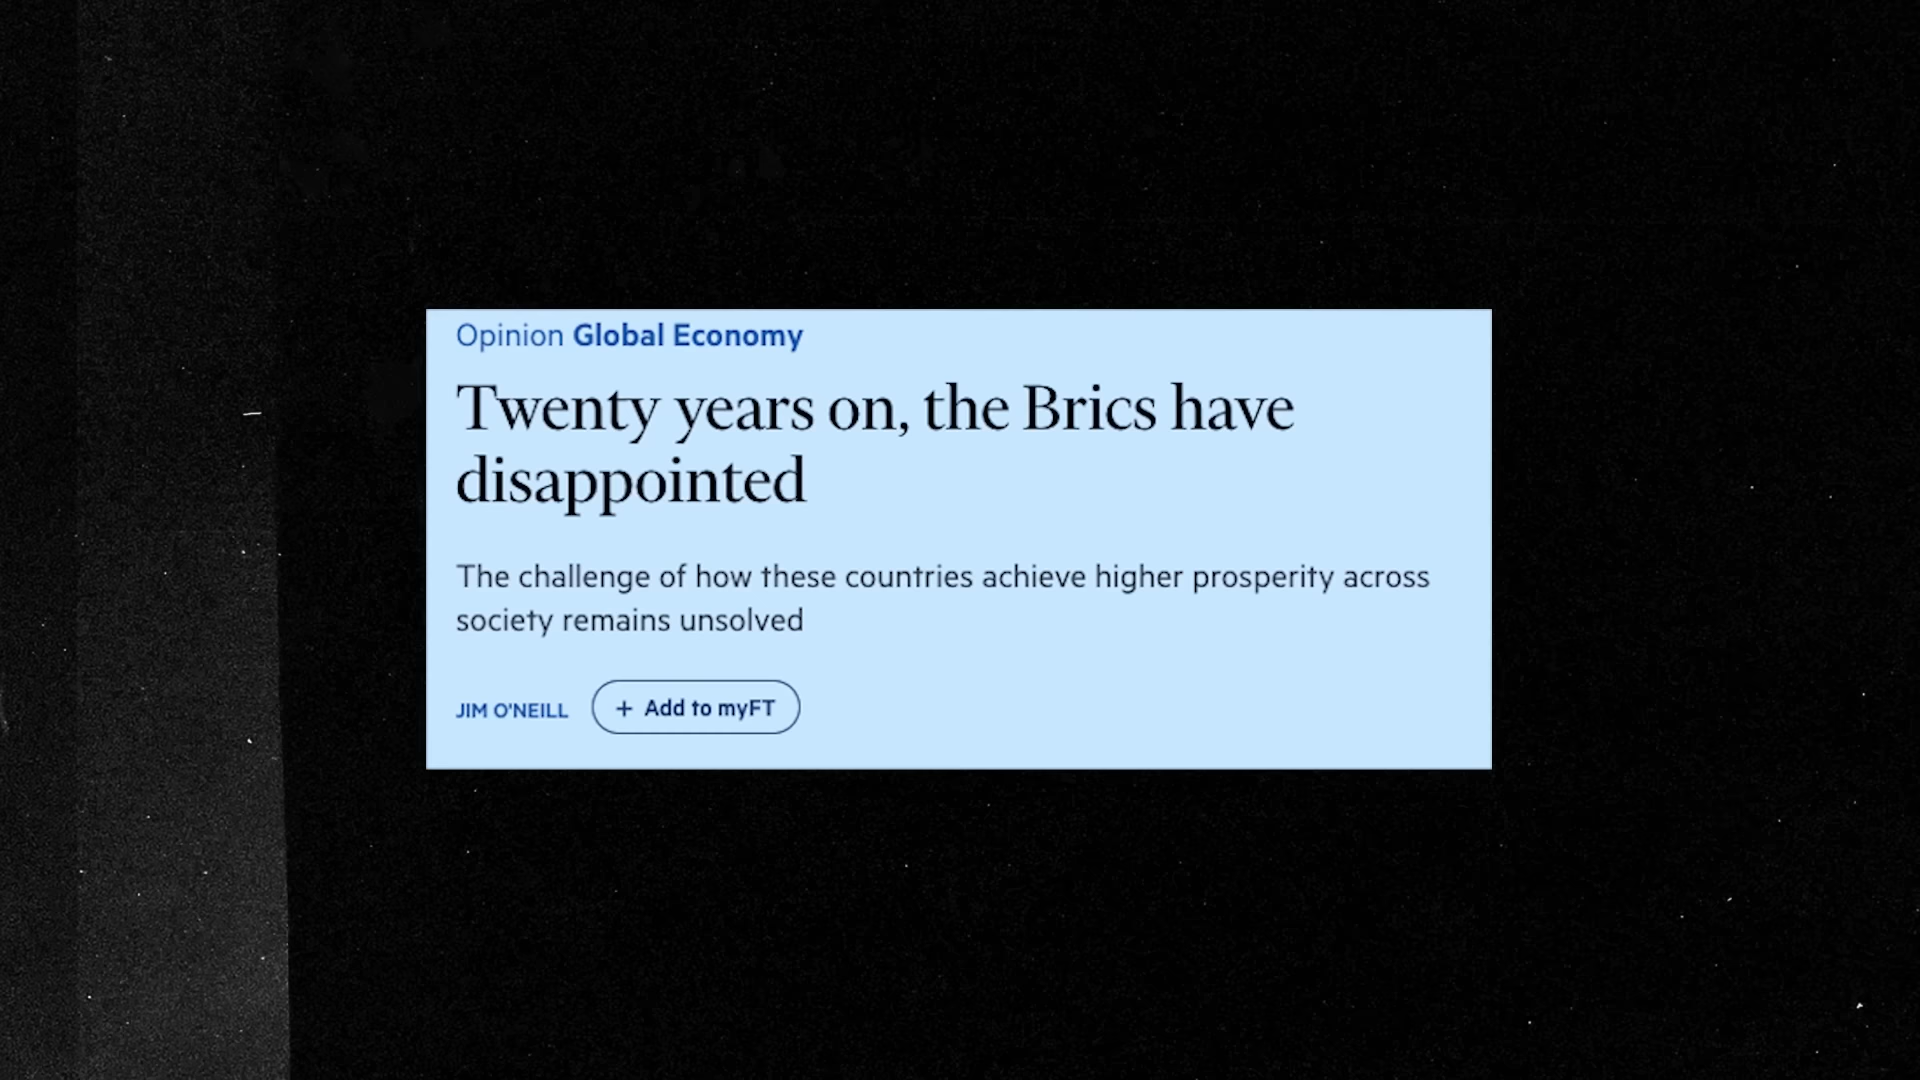 Opinion Global Economy
Twenty years on, the Brics have
disappointed
The challenge of how these countries achieve higher prosperity across
society remains unsolved
JIM O'NEILL + Add to myFT